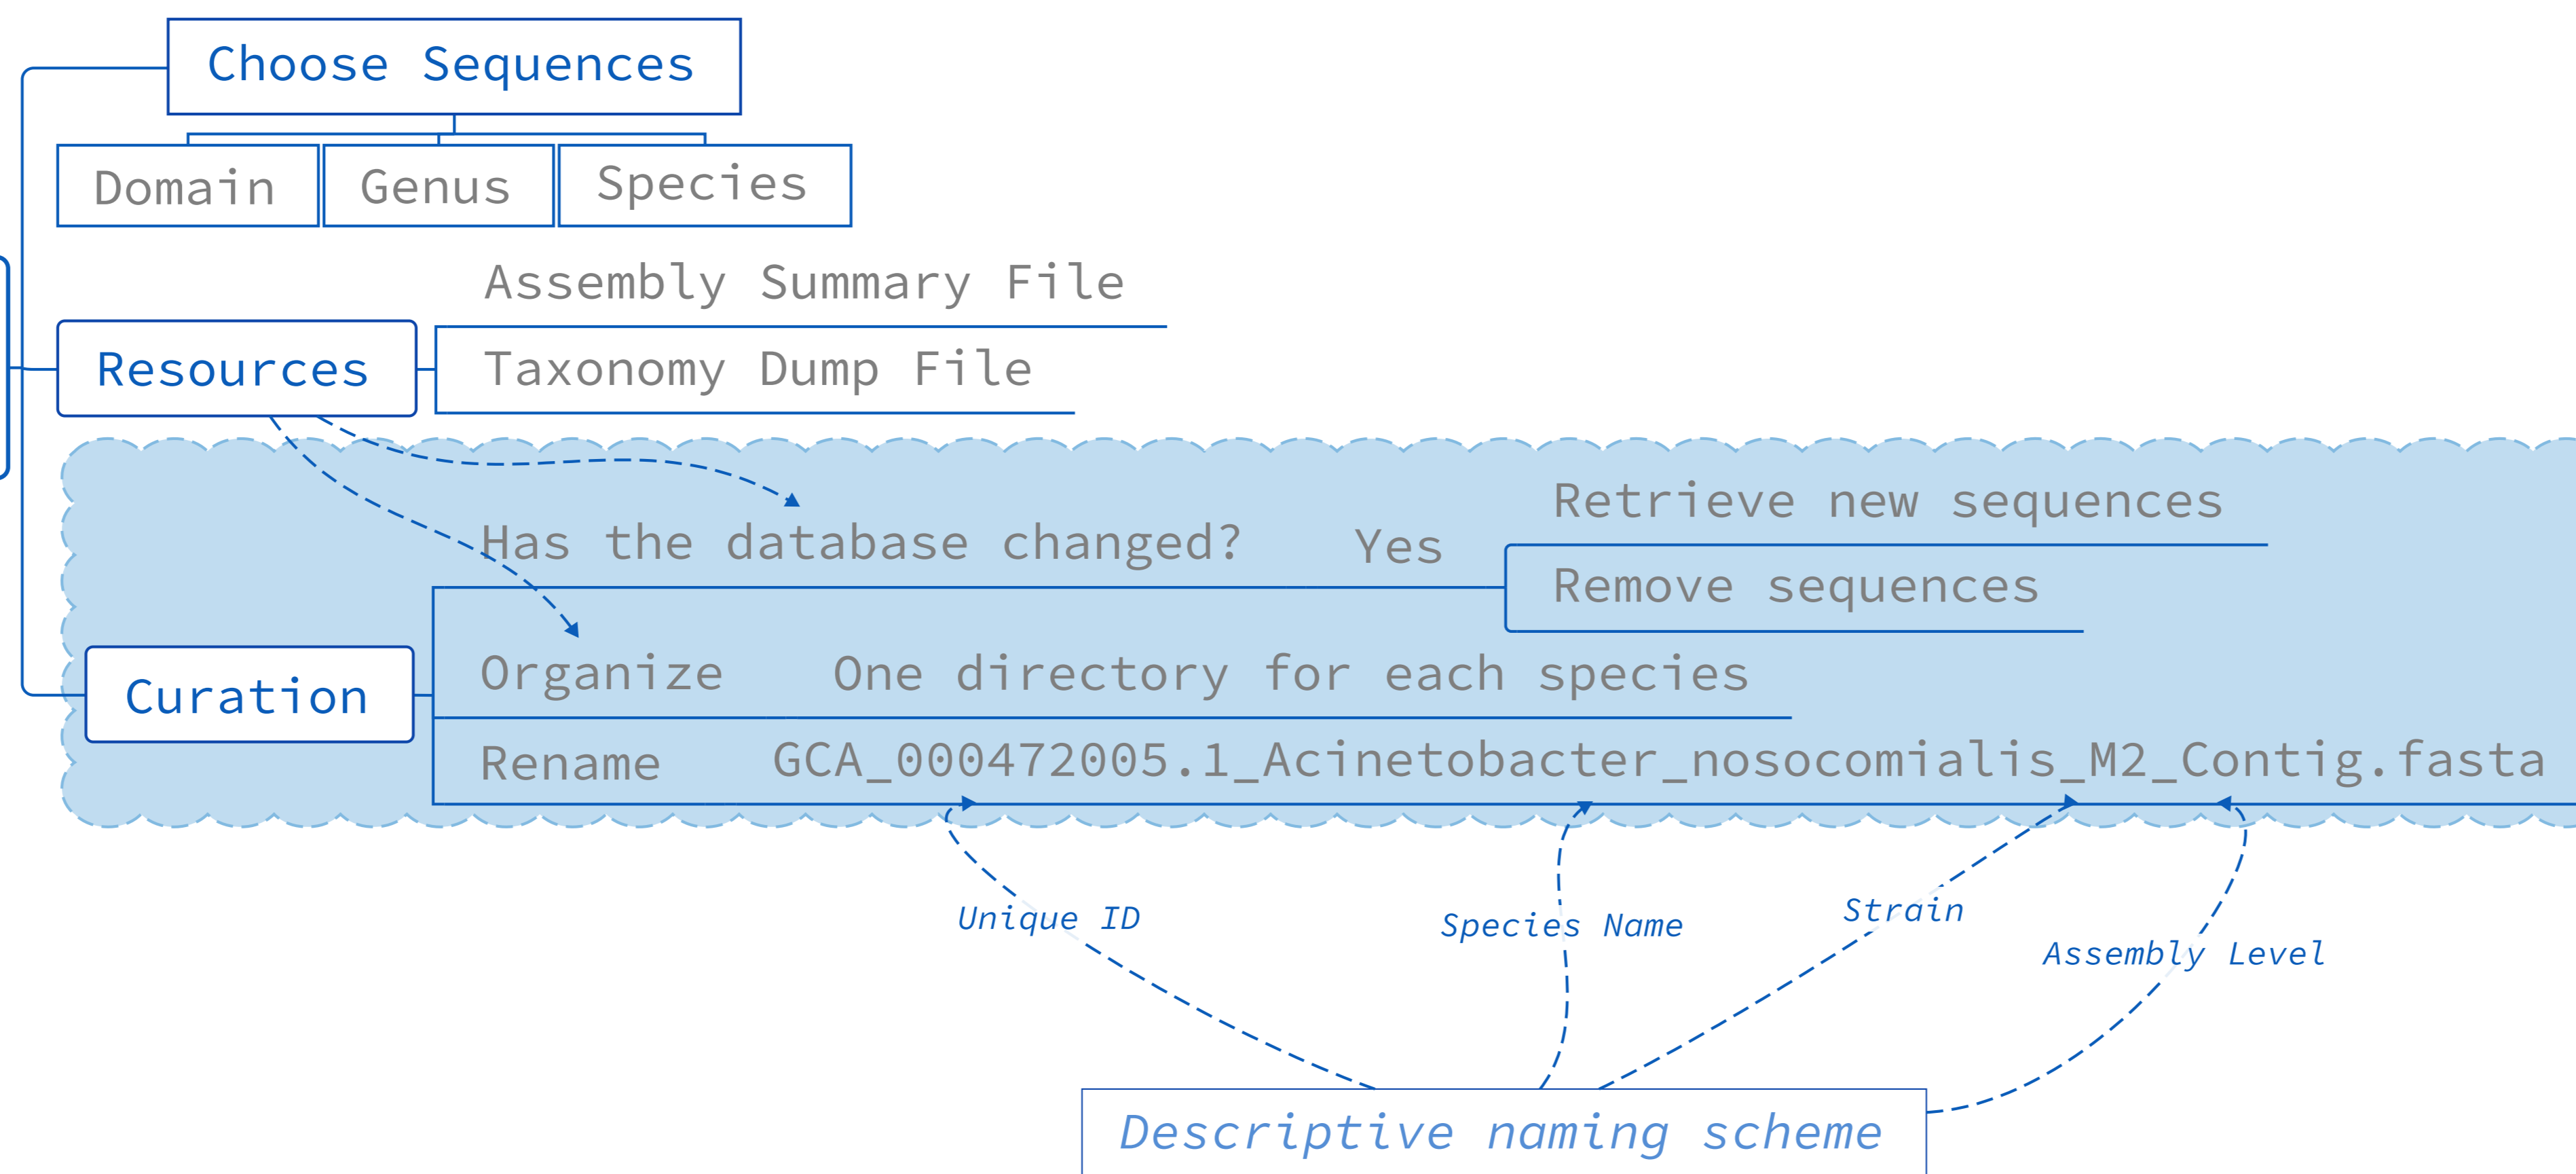 Choose Sequences
Domain
Genus
Species
Assembly Summary File
Resources
Taxonomy Dump File
Retrieve new sequences
Has the database changed?
Yes
Remove sequences
Organize
One directory for each species
Curation
Rename
GCA_000472005.1_Acinetobacter_nosocomialis_M2_Contig.fasta
Unique ID
Species Name
Strain
Assembly Level
Descriptive naming scheme